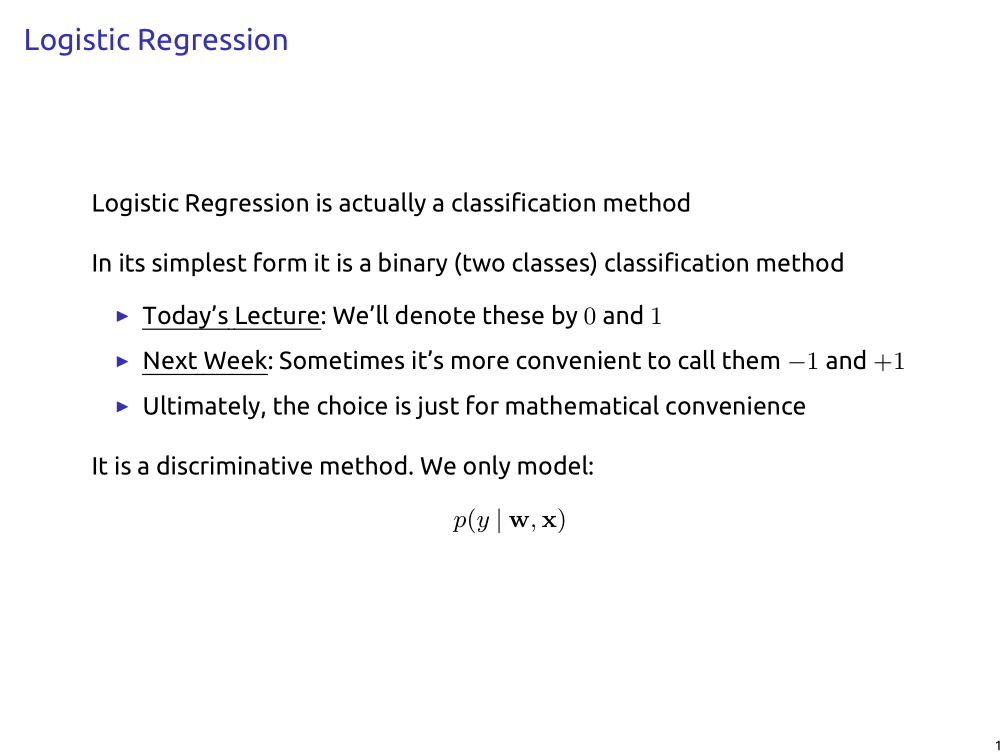 Logistic Regression
Logistic Regression is actually a classification method
In its simplest form it is a binary (two classes) classification method
▶ Today’s Lecture: We’ll denote these by 0 and 1
▶ Next Week: Sometimes it’s more convenient to call them −1 and +1
▶ Ultimately, the choice is just for mathematical convenience
It is a discriminative method. We only model:
p(y | w, x)
1